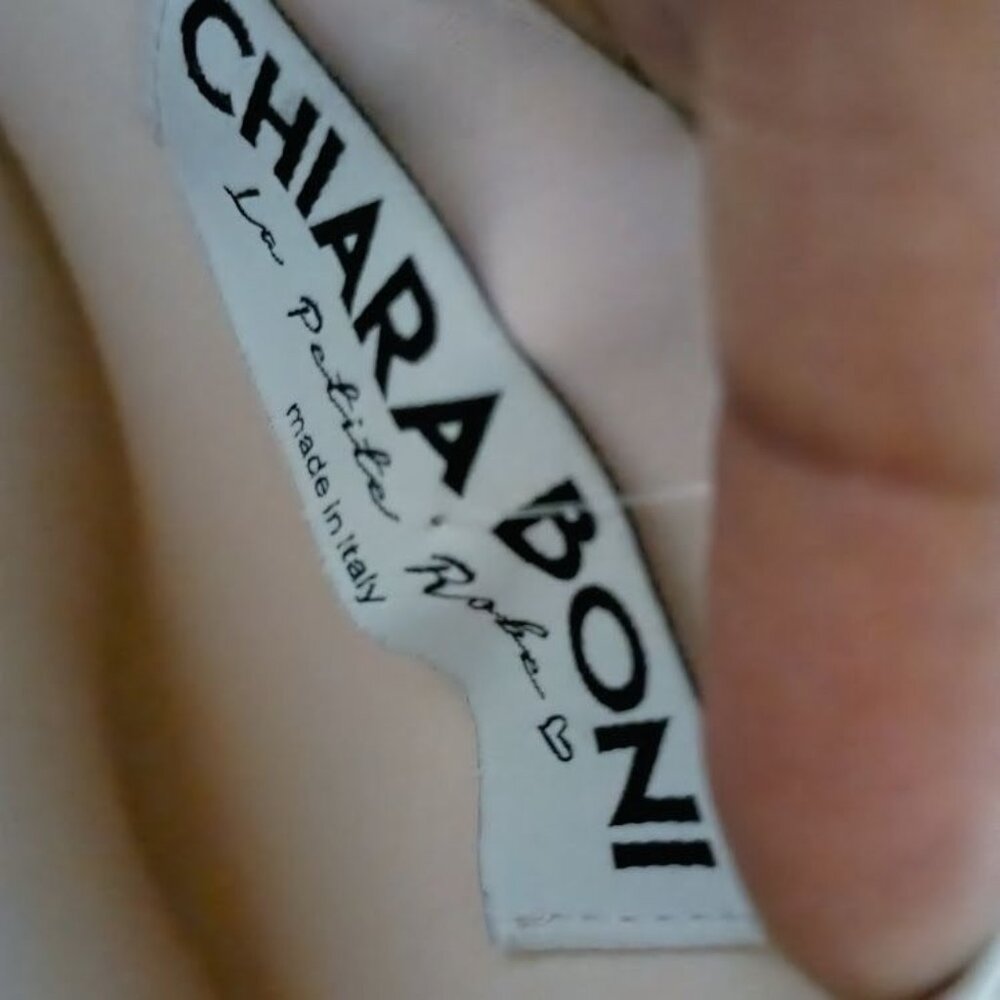 CHIARA BONI
La Petite Robe
made in Italy